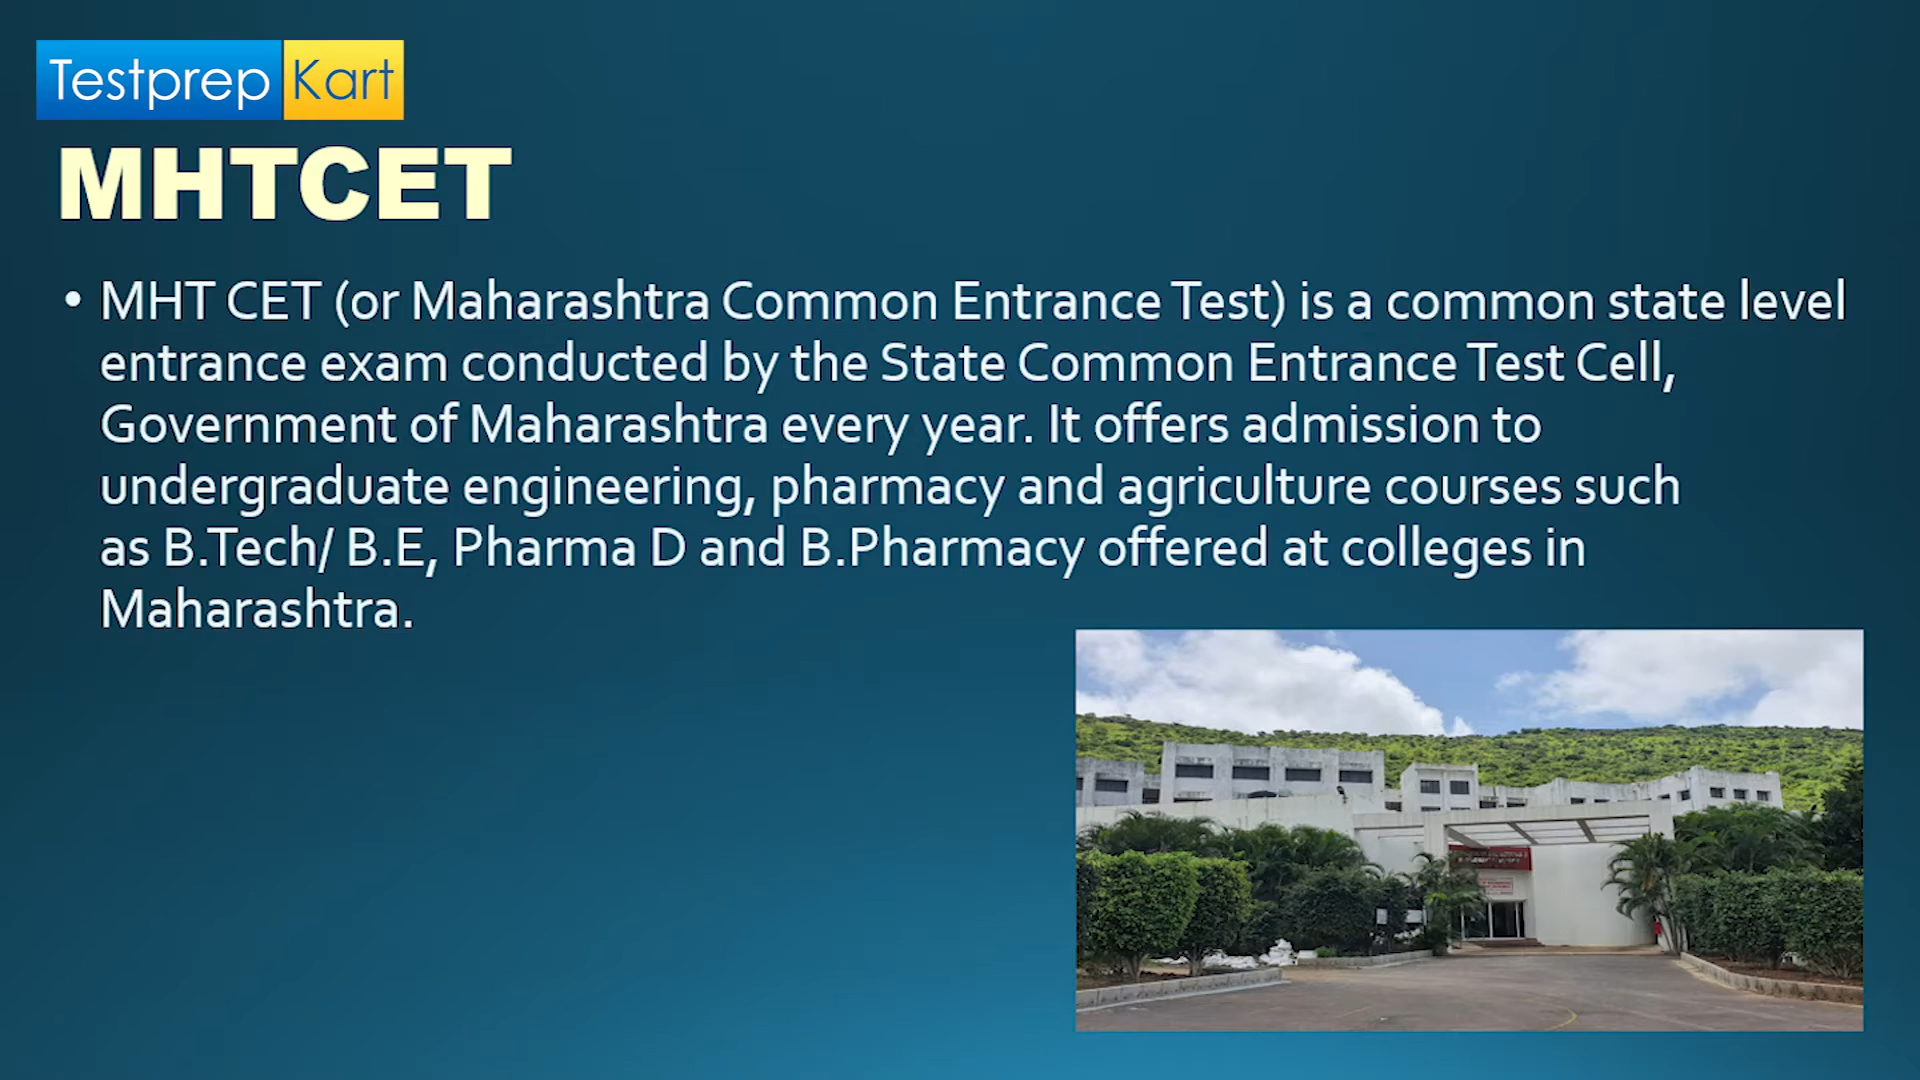 Testprep Kart
MHTCET
• MHT CET (or Maharashtra Common Entrance Test) is a common state level
entrance exam conducted by the State Common Entrance Test Cell,
Government of Maharashtra every year. It offers admission to
undergraduate engineering, pharmacy and agriculture courses such
as B.Tech/ B.E, Pharma D and B.Pharmacy offered at colleges in
Maharashtra.